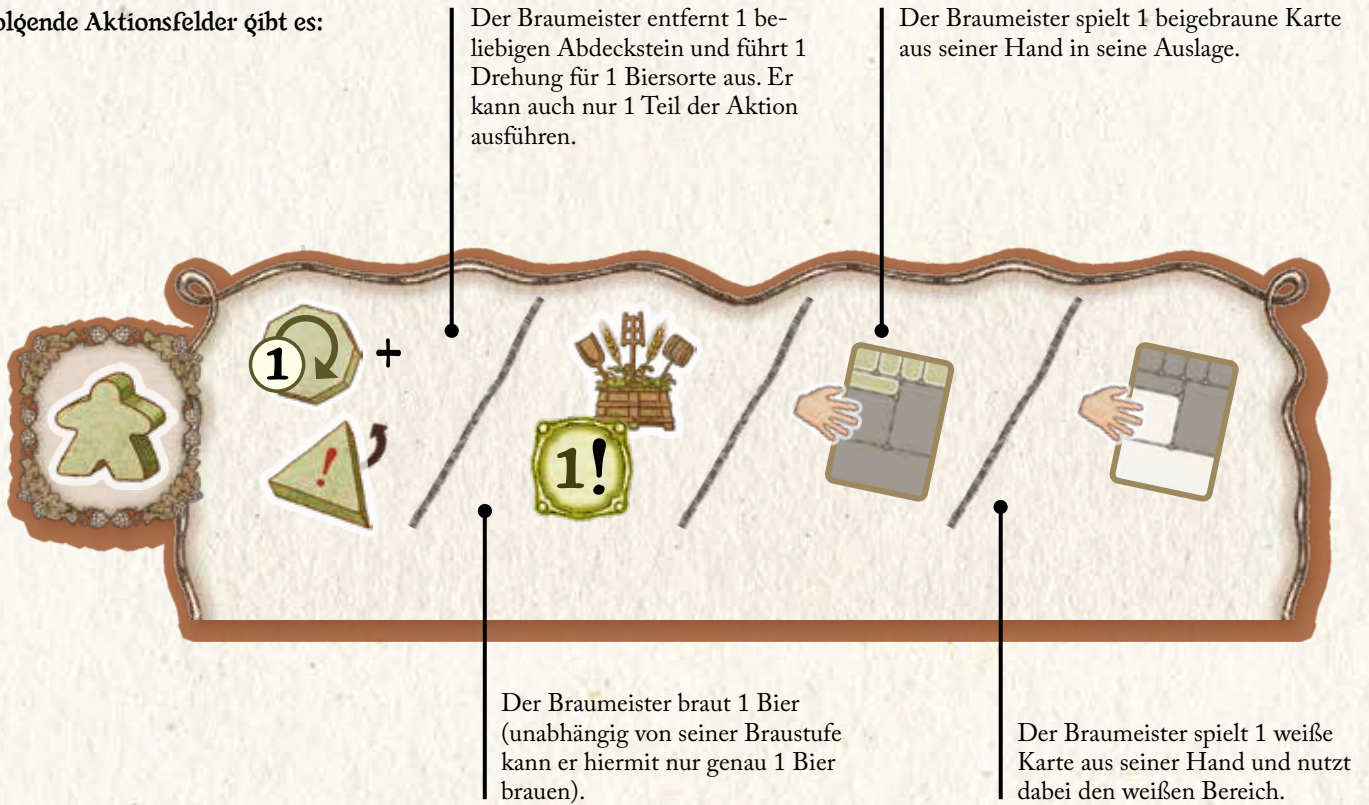 olgende Aktionsfelder gibt es:
Der Braumeister entfernt 1 be-
liebigen Abdeckstein und führt 1
Drehung für 1 Biersorte aus. Er
kann auch nur 1 Teil der Aktion
ausführen.
Der Braumeister spielt 1 beigebraune Karte
aus seiner Hand in seine Auslage.
1
+
!
1!
Der Braumeister braut 1 Bier
(unabhängig von seiner Braustufe
kann er hiermit nur genau 1 Bier
brauen).
Der Braumeister spielt 1 weiße
Karte aus seiner Hand und nutzt
dabei den weißen Bereich.